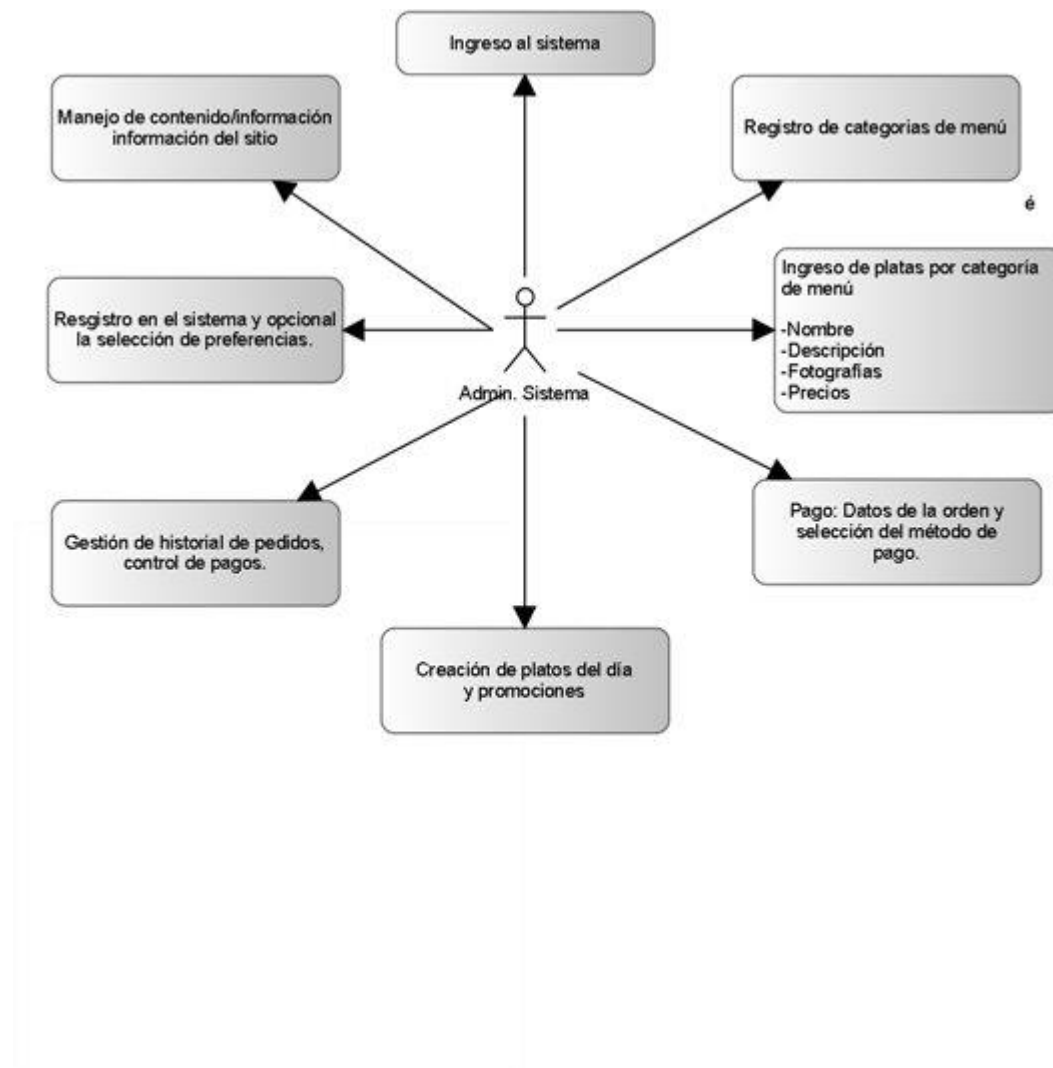 Ingreso al sistema
Manejo de contenido/información
información del sitio
Registro de categorias de menú
é
Ingreso de platas por categoría
de menú
-Nombre
-Descripción
-Fotografías
-Precios
Resgistro en el sistema y opcional
la selección de preferencias.
Admin. Sistema
Gestión de historial de pedidos,
control de pagos.
Pago: Datos de la orden y
selección del método de
pago.
Creación de platos del día
y promociones